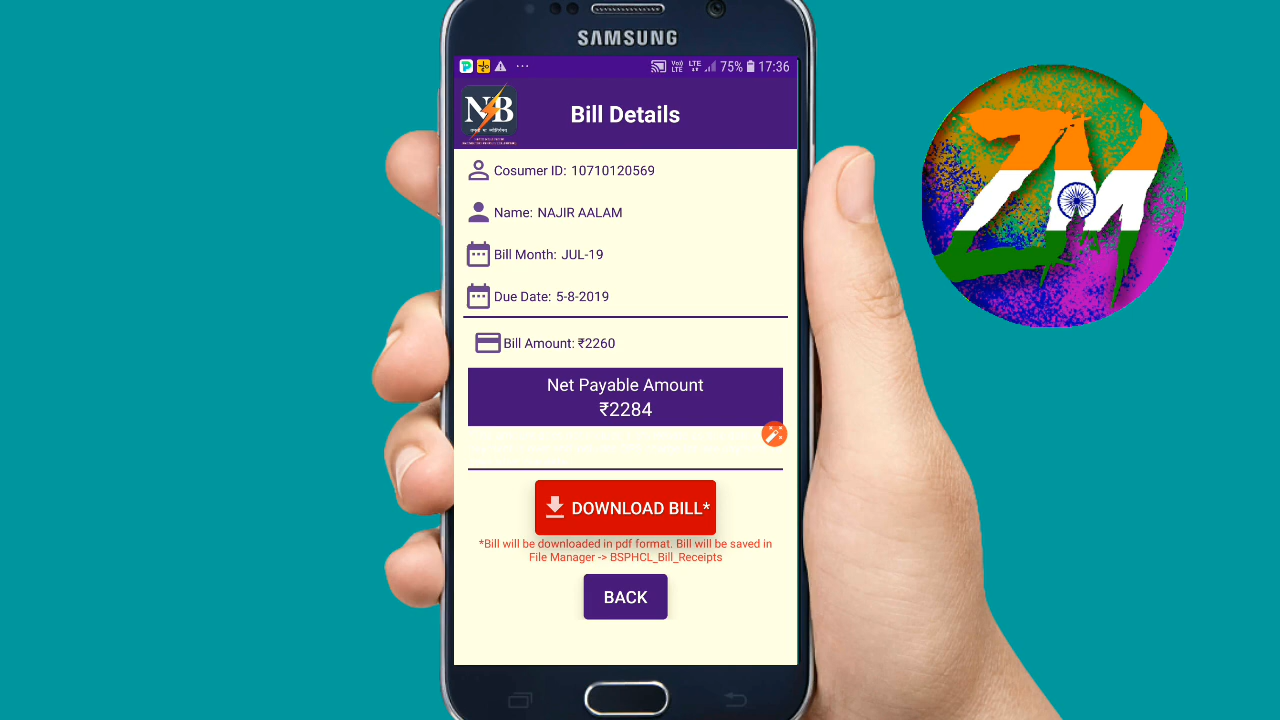 SAMSUNG
75% 17:36
NB
Bill Details
Cosumer ID: 10710120569
Name: NAJIR AALAM
Bill Month: JUL-19
Due Date: 5-8-2019
Bill Amount: ₹2260
Net Payable Amount
₹2284
DOWNLOAD BILL*
*Bill will be downloaded in pdf format. Bill will be saved in
File Manager -> BSPHCL_Bill_Receipts
BACK
ZM